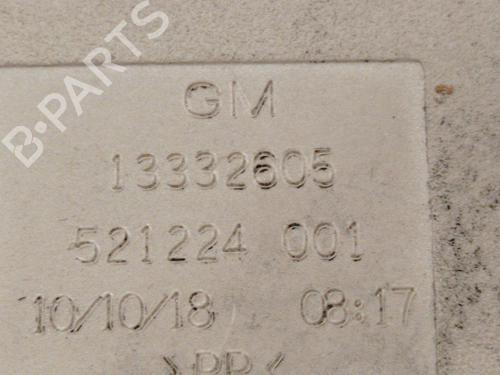 B-PARTS
GM
13332605
521224 001
10/10/18 08:17
>PP<